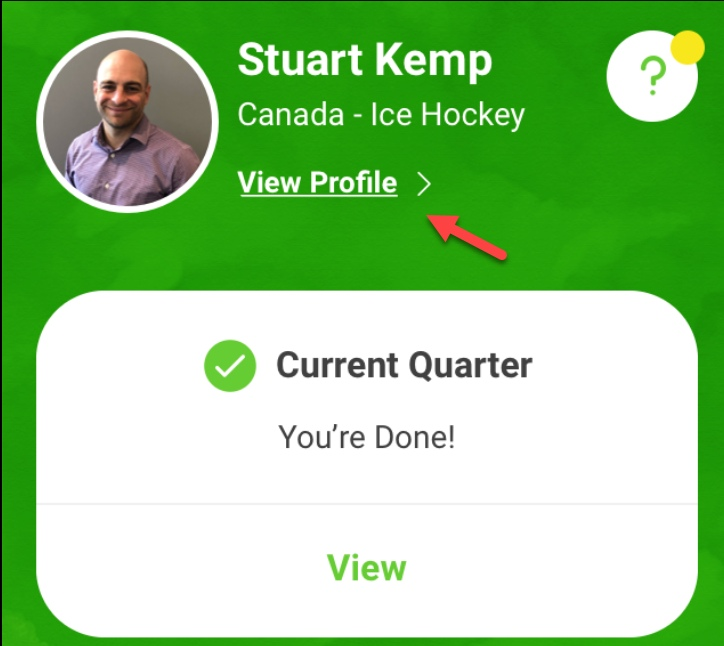 Stuart Kemp
Canada - Ice Hockey
View Profile
?
Current Quarter
You’re Done!
View